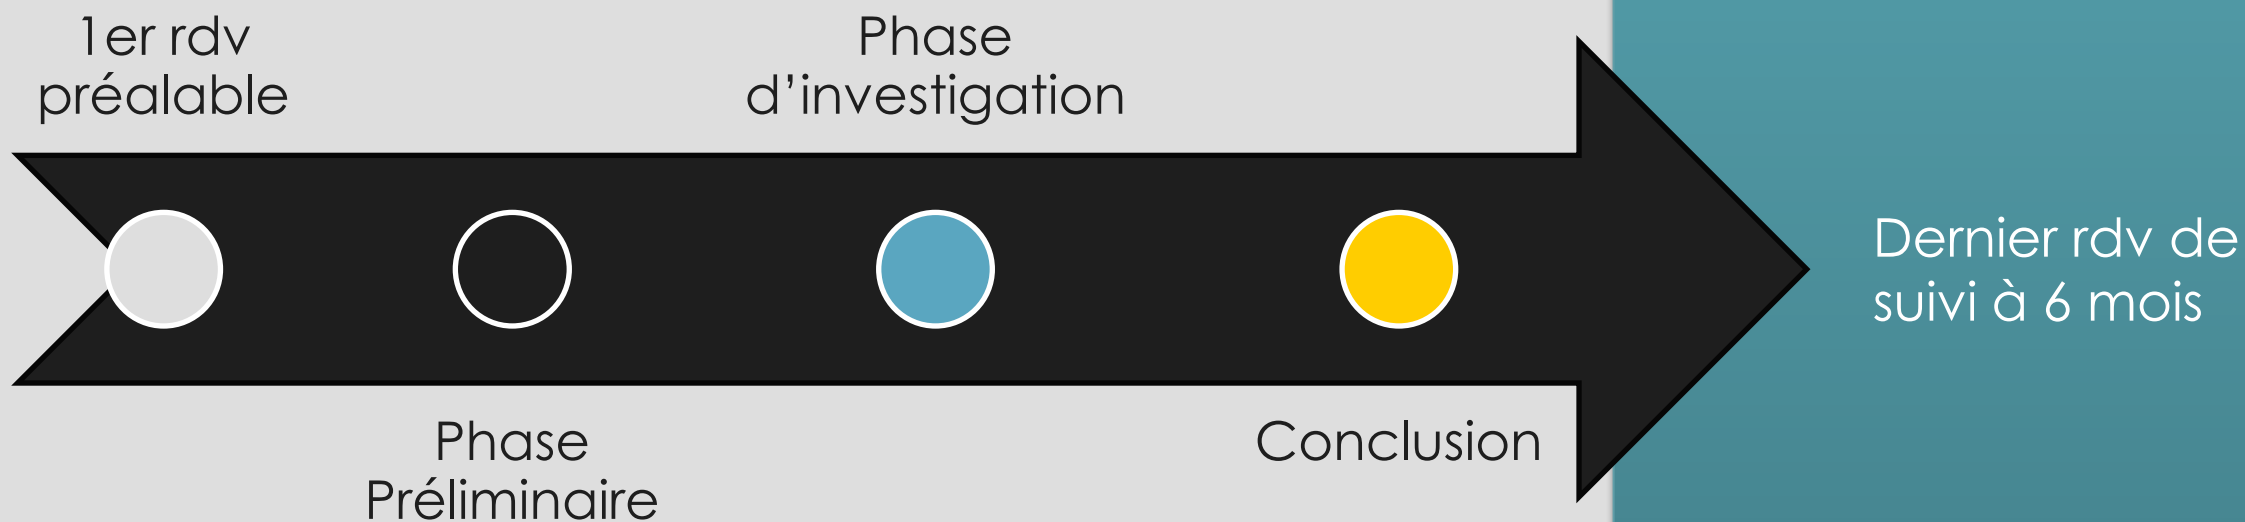 1er rdv
préalable
Phase
Préliminaire
Phase
d’investigation
Conclusion
Dernier rdv de
suivi à 6 mois